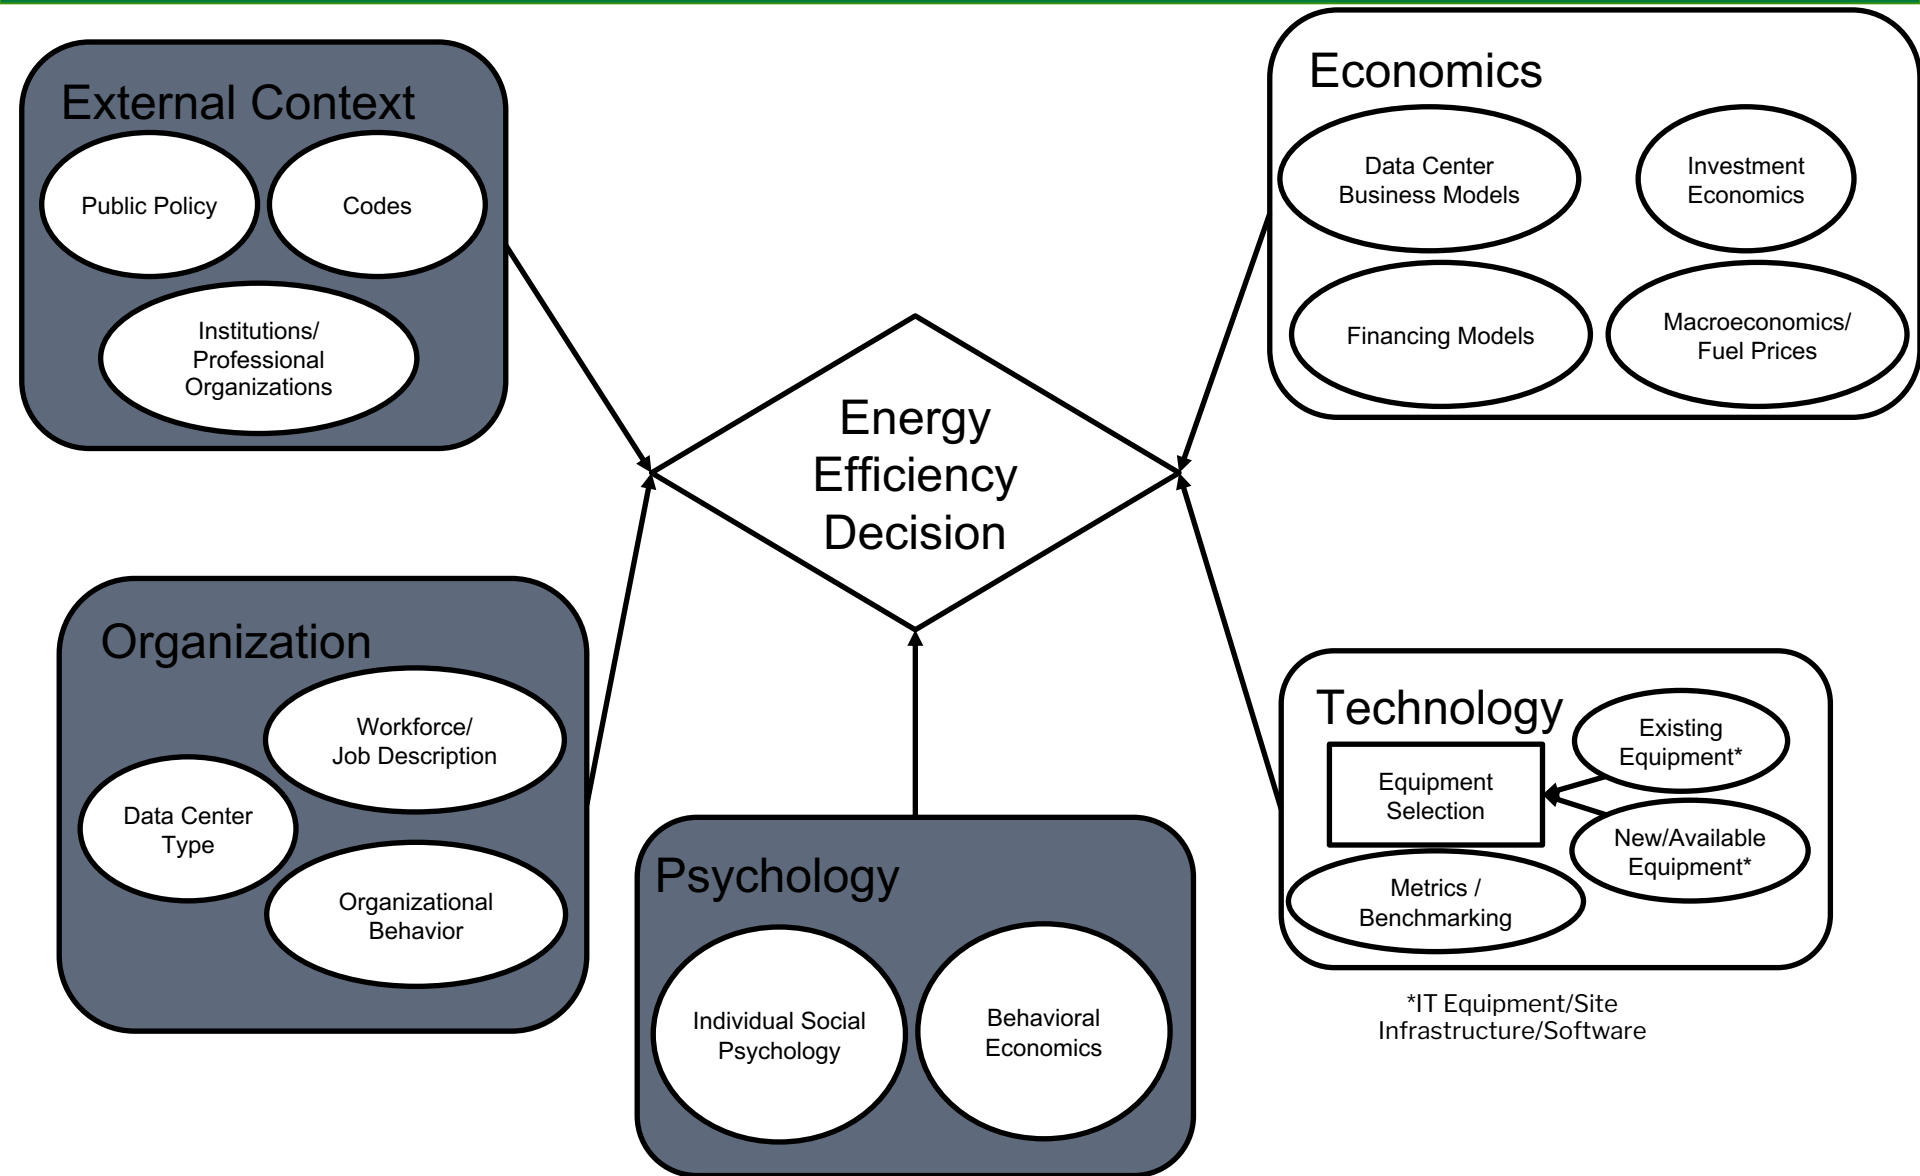 External Context
Public Policy
Codes
Institutions/
Professional
Organizations
Economics
Data Center
Business Models
Investment
Economics
Financing Models
Macroeconomics/
Fuel Prices
Energy
Efficiency
Decision
Organization
Workforce/
Job Description
Data Center
Type
Organizational
Behavior
Psychology
Individual Social
Psychology
Behavioral
Economics
Technology
Existing
Equipment*
Equipment
Selection
New/Available
Equipment*
Metrics /
Benchmarking
*IT Equipment/Site
Infrastructure/Software